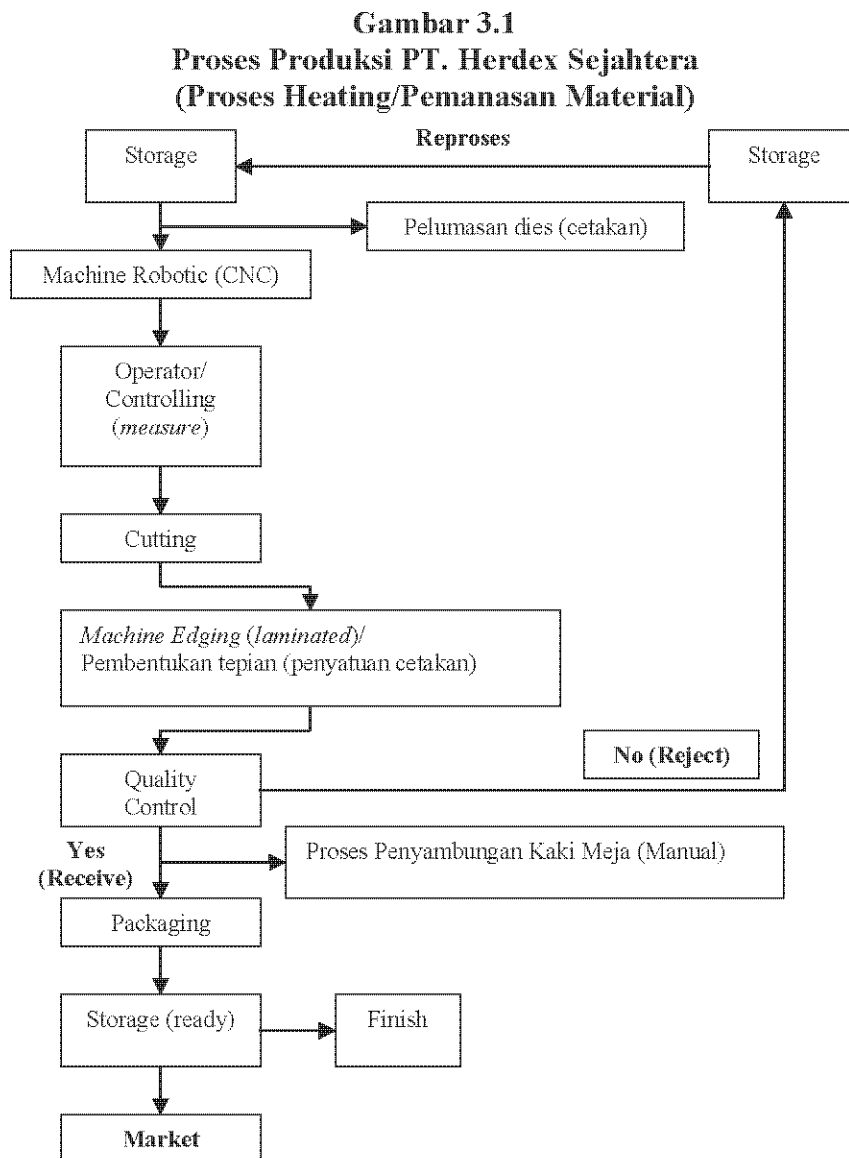 Gambar 3.1
Proses Produksi PT. Herdex Sejahtera
(Proses Heating/Pemanasan Material)
Storage
Reproses
Storage
Pelumasan dies (cetakan)
Machine Robotic (CNC)
Operator/
Controlling
(measure)
Cutting
Machine Edging (laminated)/
Pembentukan tepian (penyatuan cetakan)
No (Reject)
Quality
Control
Yes
(Receive)
Proses Penyambungan Kaki Meja (Manual)
Packaging
Storage (ready)
Finish
Market